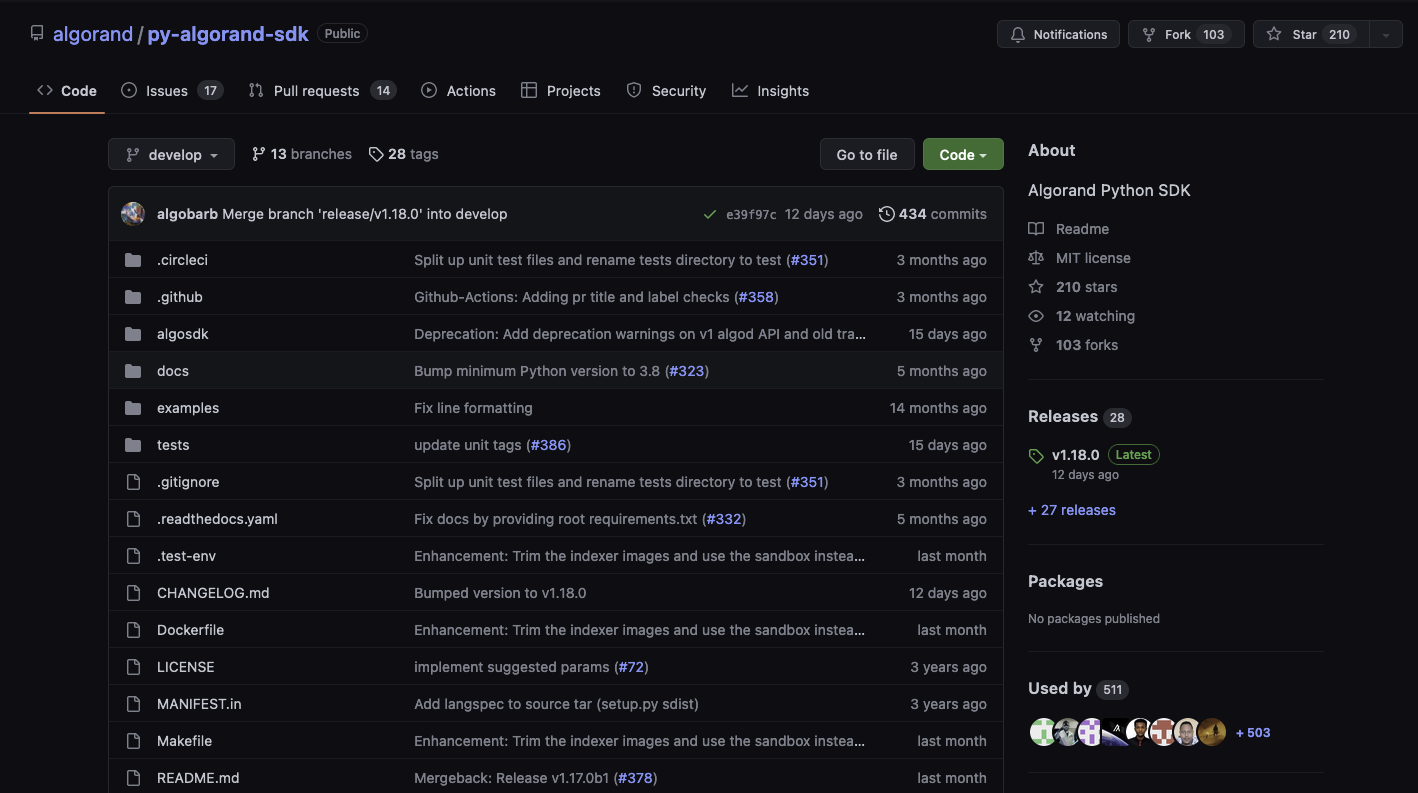 algorand / py-algorand-sdk Public Notifications Fork 103 Star 210
Code Issues 17 Pull requests 14 Actions Projects Security Insights
develop 13 branches 28 tags Go to file Code
algobarb Merge branch 'release/v1.18.0' into develop e39f97c 12 days ago 434 commits
.circleci Split up unit test files and rename tests directory to test (#351) 3 months ago
.github Github-Actions: Adding pr title and label checks (#358) 3 months ago
algosdk Deprecation: Add deprecation warnings on v1 algod API and old tra... 15 days ago
docs Bump minimum Python version to 3.8 (#323) 5 months ago
examples Fix line formatting 14 months ago
tests update unit tags (#386) 15 days ago
.gitignore Split up unit test files and rename tests directory to test (#351) 3 months ago
.readthedocs.yaml Fix docs by providing root requirements.txt (#332) 5 months ago
.test-env Enhancement: Trim the indexer images and use the sandbox instea... last month
CHANGELOG.md Bumped version to v1.18.0 12 days ago
Dockerfile Enhancement: Trim the indexer images and use the sandbox instea... last month
LICENSE implement suggested params (#72) 3 years ago
MANIFEST.in Add langspec to source tar (setup.py sdist) 3 years ago
Makefile Enhancement: Trim the indexer images and use the sandbox instea... last month
README.md Mergeback: Release v1.17.0b1 (#378) last month
About
Algorand Python SDK
Readme
MIT license
210 stars
12 watching
103 forks
Releases 28
v1.18.0 Latest
12 days ago
+ 27 releases
Packages
No packages published
Used by 511
+ 503